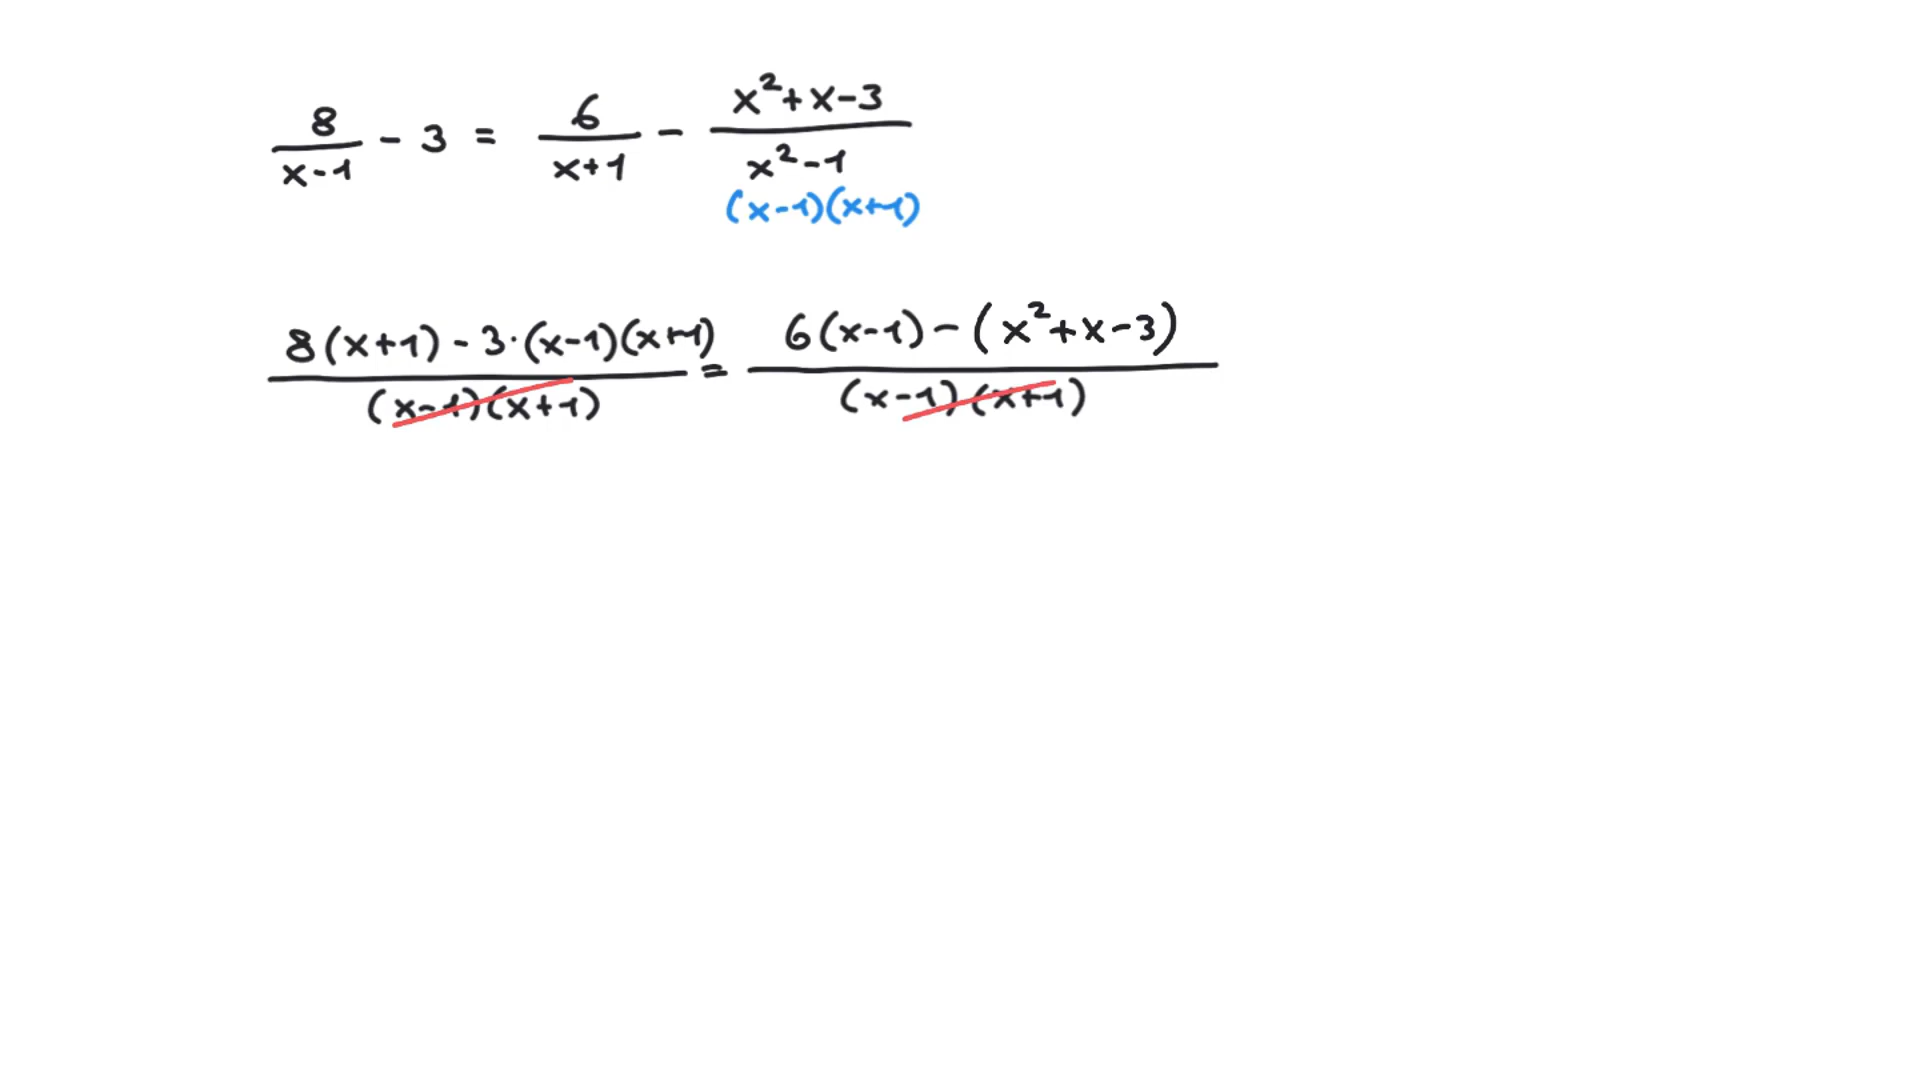 8/(x-1) - 3 = 6/(x+1) - (x²+x-3)/(x²-1)
(x-1)(x+1)
(8(x+1) - 3·(x-1)(x+1))/((x-1)(x+1)) = (6(x-1) - (x²+x-3))/((x-1)(x+1))